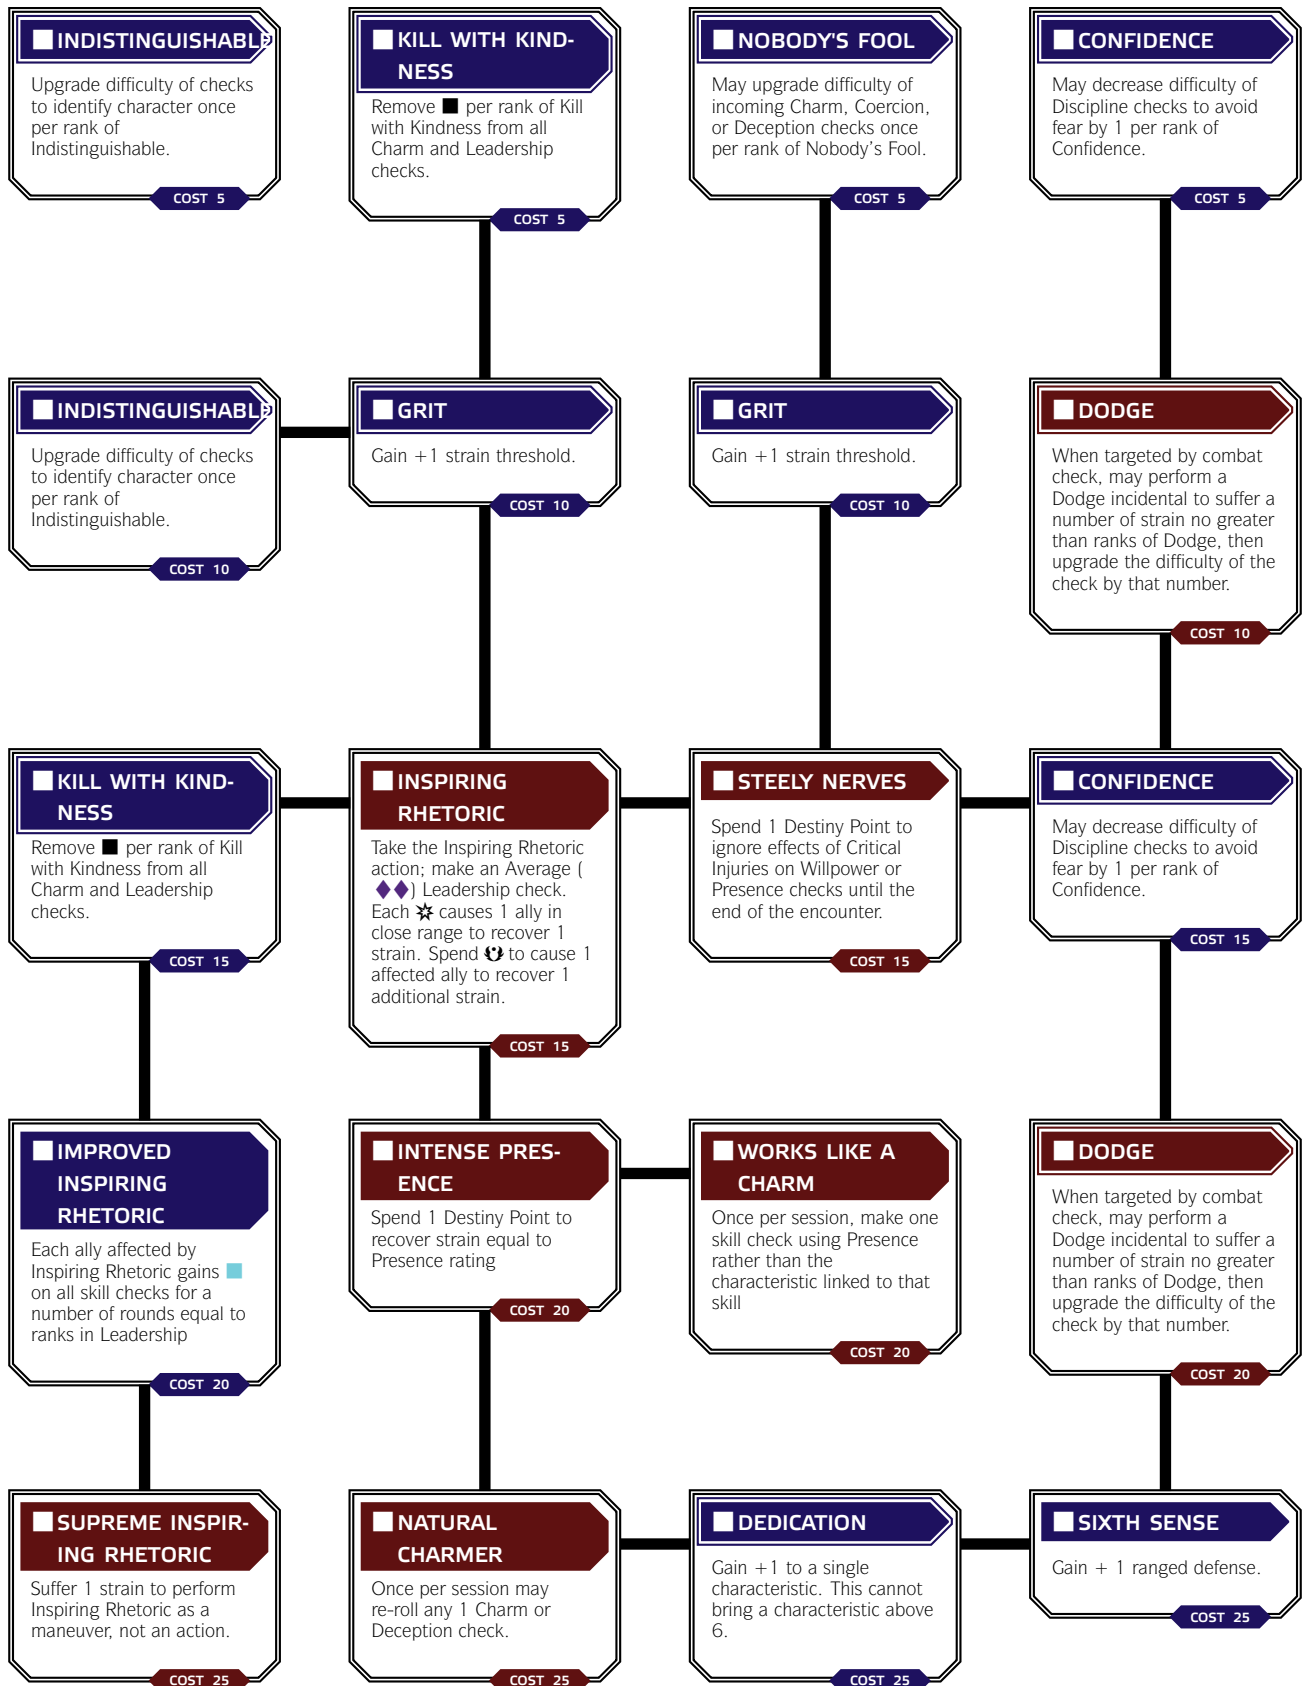 INDISTINGUISHABLE
Upgrade difficulty of checks
to identify character once
per rank of
Indistinguishable.
COST 5
KILL WITH KIND-
NESS
Remove ■ per rank of Kill
with Kindness from all
Charm and Leadership
checks.
COST 5
NOBODY'S FOOL
May upgrade difficulty of
incoming Charm, Coercion,
or Deception checks once
per rank of Nobody's Fool.
COST 5
CONFIDENCE
May decrease difficulty of
Discipline checks to avoid
fear by 1 per rank of
Confidence.
COST 5
INDISTINGUISHABLE
Upgrade difficulty of checks
to identify character once
per rank of
Indistinguishable.
COST 10
GRIT
Gain +1 strain threshold.
COST 10
GRIT
Gain +1 strain threshold.
COST 10
DODGE
When targeted by combat
check, may perform a
Dodge incidental to suffer a
number of strain no greater
than ranks of Dodge, then
upgrade the difficulty of the
check by that number.
COST 10
KILL WITH KIND-
NESS
Remove ■ per rank of Kill
with Kindness from all
Charm and Leadership
checks.
COST 15
INSPIRING
RHETORIC
Take the Inspiring Rhetoric
action; make an Average (
◆◆) Leadership check.
Each causes 1 ally in
close range to recover 1
strain. Spend to cause 1
affected ally to recover 1
additional strain.
COST 15
STEELY NERVES
Spend 1 Destiny Point to
ignore effects of Critical
Injuries on Willpower or
Presence checks until the
end of the encounter.
COST 15
CONFIDENCE
May decrease difficulty of
Discipline checks to avoid
fear by 1 per rank of
Confidence.
COST 15
IMPROVED
INSPIRING
RHETORIC
Each ally affected by
Inspiring Rhetoric gains ■
on all skill checks for a
number of rounds equal to
ranks in Leadership
COST 20
INTENSE PRES-
ENCE
Spend 1 Destiny Point to
recover strain equal to
Presence rating
COST 20
WORKS LIKE A
CHARM
Once per session, make one
skill check using Presence
rather than the
characteristic linked to that
skill
COST 20
DODGE
When targeted by combat
check, may perform a
Dodge incidental to suffer a
number of strain no greater
than ranks of Dodge, then
upgrade the difficulty of the
check by that number.
COST 20
SUPREME INSPIR-
ING RHETORIC
Suffer 1 strain to perform
Inspiring Rhetoric as a
maneuver, not an action.
COST 25
NATURAL
CHARMER
Once per session may
re-roll any 1 Charm or
Deception check.
COST 25
DEDICATION
Gain +1 to a single
characteristic. This cannot
bring a characteristic above
6.
COST 25
SIXTH SENSE
Gain + 1 ranged defense.
COST 25